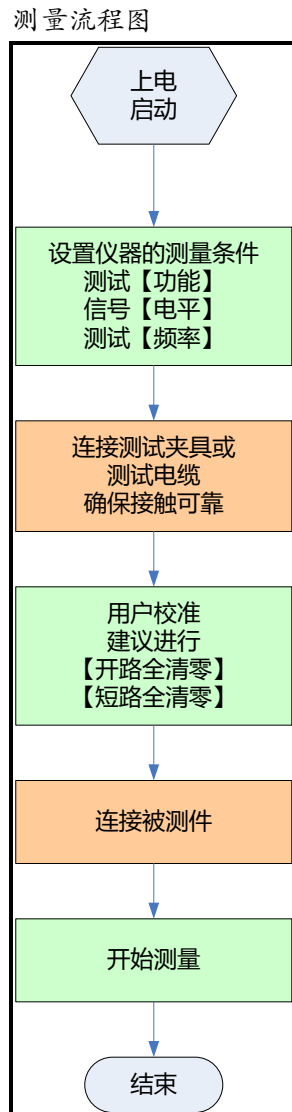 测量流程图
上电
启动
设置仪器的测量条件
测试【功能】
信号【电平】
测试【频率】
连接测试夹具或
测试电缆
确保接触可靠
用户校准
建议进行
【开路全清零】
【短路全清零】
连接被测件
开始测量
结束